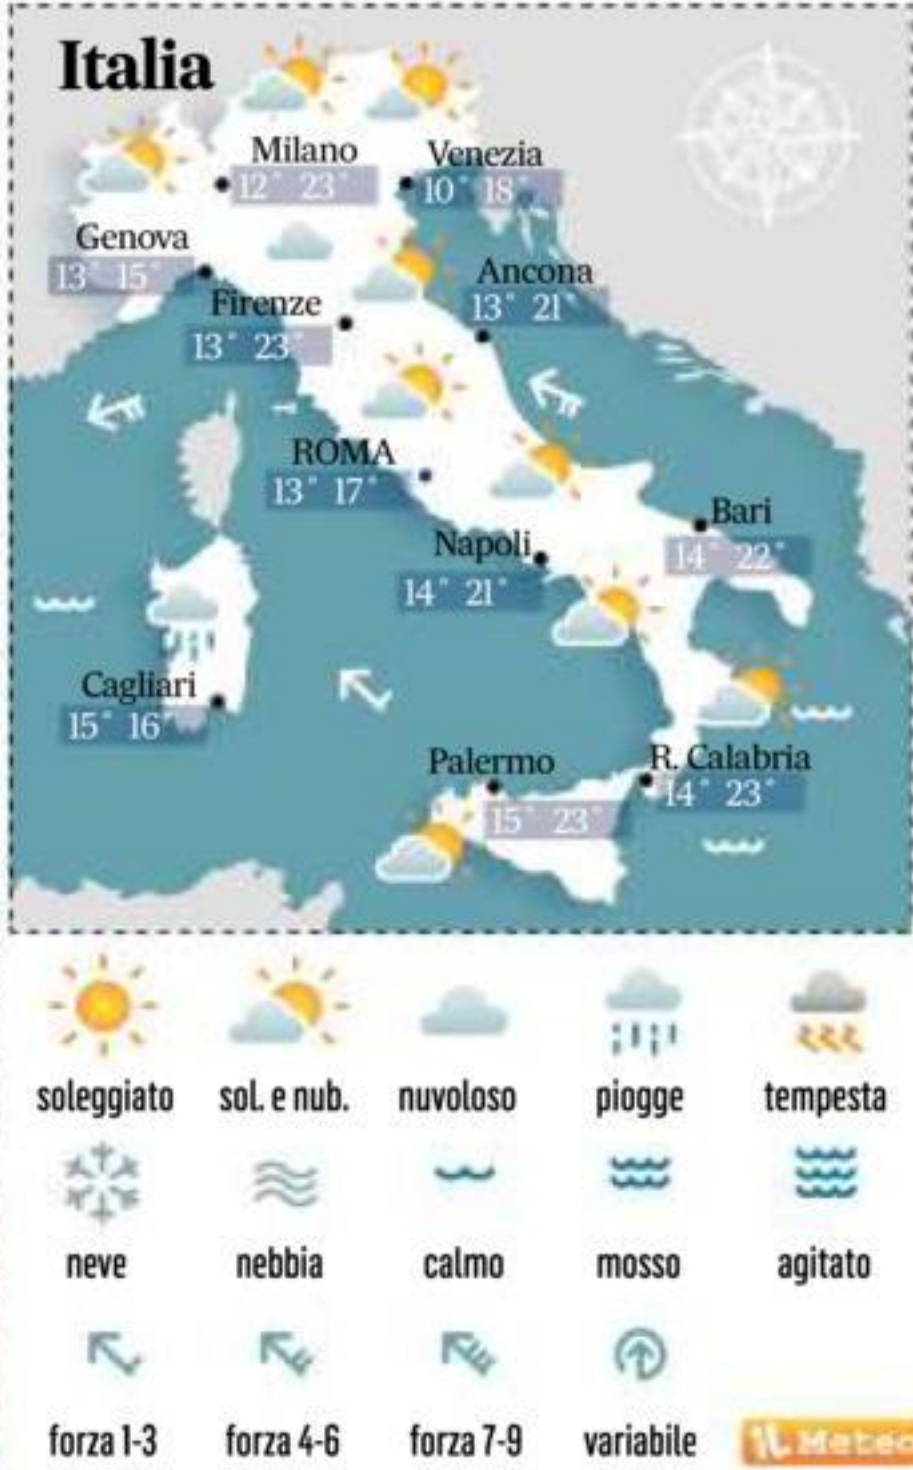 Italia
Milano
12° 23°
Venezia
10° 18°
Genova
13° 15°
Ancona
13° 21°
Firenze
13° 23°
ROMA
13° 17°
Bari
14° 22°
Napoli
14° 21°
Cagliari
15° 16°
Palermo
15° 23°
R. Calabria
14° 23°
soleggiato sol. e nub. nuvoloso piogge tempesta
neve nebbia calmo mosso agitato
forza 1-3 forza 4-6 forza 7-9 variabile